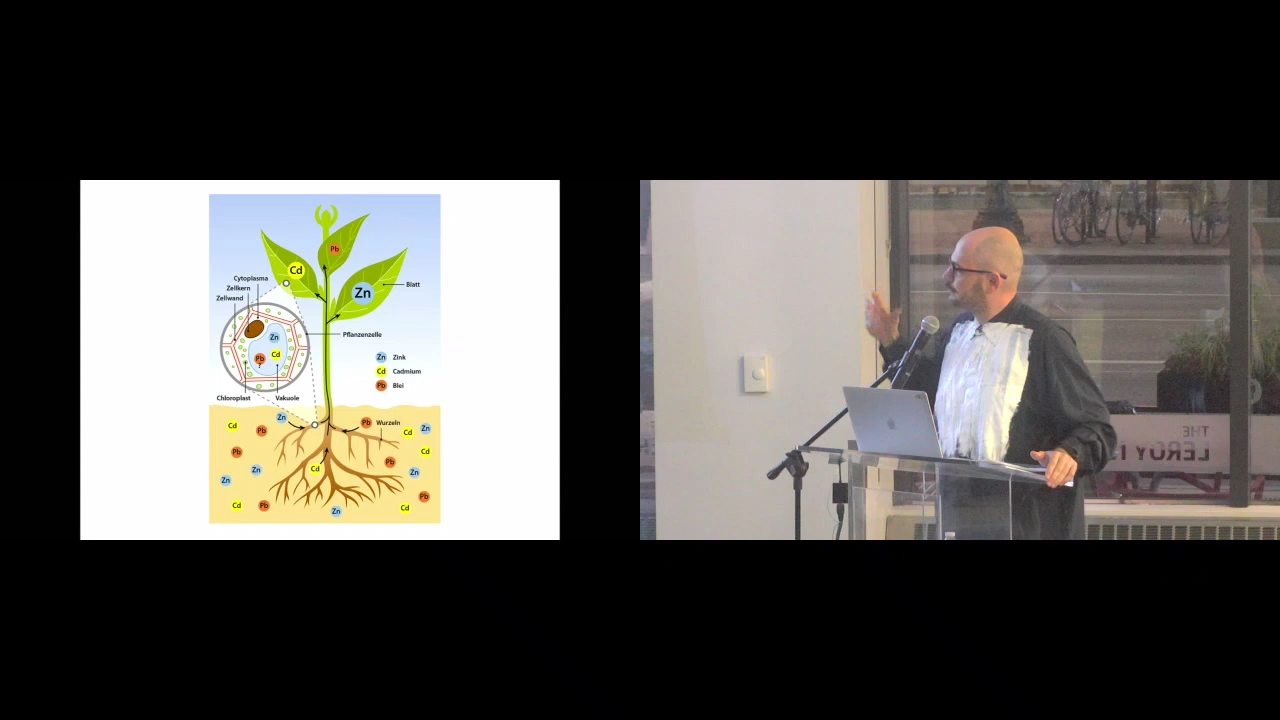 Pb
Cd
Zn
Blatt
Cytoplasma
Zellkern
Zellwand
Pflanzenzelle
Zn
Cd
Pb
?
Zn Zink
Cd Cadmium
Pb Blei
Chloroplast
Vakuole
Zn
Pb
Wurzeln
Cd
Pb
Cd
Zn
Pb
Cd
Zn
Cd
Pb
Zn
Zn
Cd
Pb
Zn
Cd
Pb
THE
LEROY